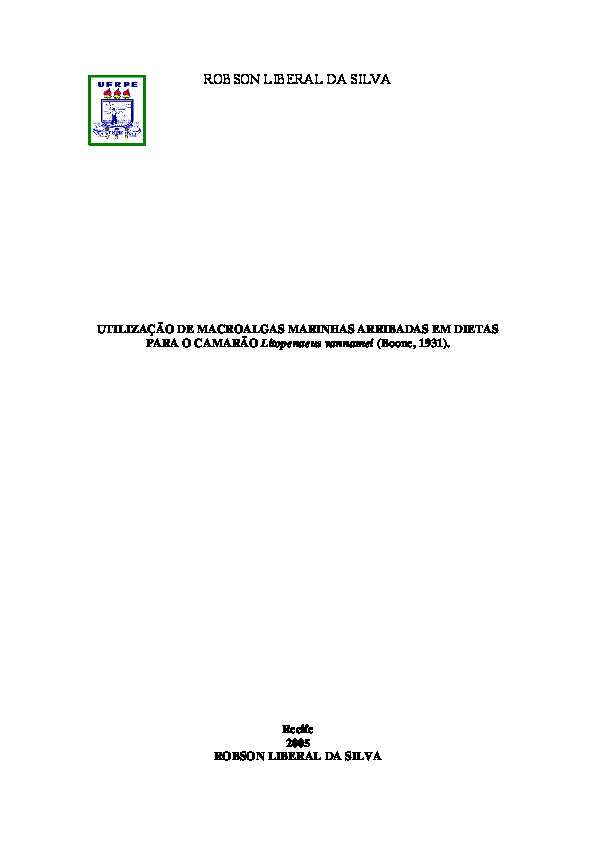 UFRPE
ROBSON LIBERAL DA SILVA
UTILIZAÇÃO DE MACROALGAS MARINHAS ARRIBADAS EM DIETAS
PARA O CAMARÃO Litopenaeus vannamei (Boone, 1931).
Recife
2005
ROBSON LIBERAL DA SILVA